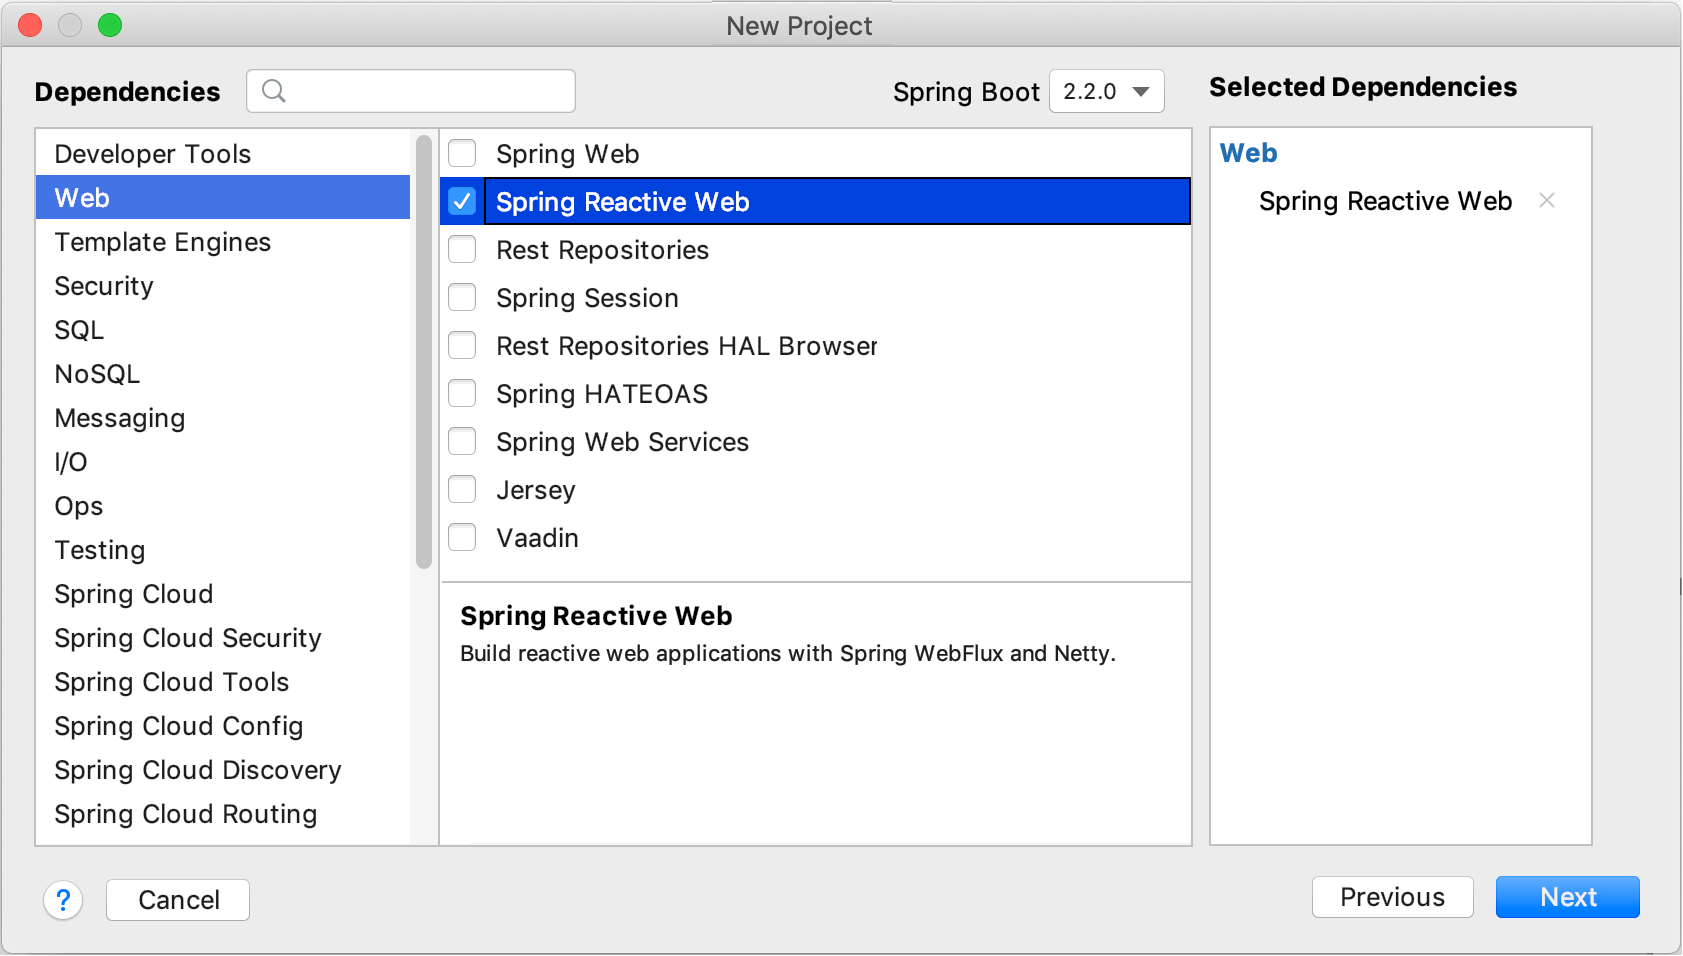 New Project
Dependencies
Spring Boot 2.2.0
Selected Dependencies
Developer Tools
Web
Template Engines
Security
SQL
NoSQL
Messaging
I/O
Ops
Testing
Spring Cloud
Spring Cloud Security
Spring Cloud Tools
Spring Cloud Config
Spring Cloud Discovery
Spring Cloud Routing
Spring Web
Spring Reactive Web
Rest Repositories
Spring Session
Rest Repositories HAL Browser
Spring HATEOAS
Spring Web Services
Jersey
Vaadin
Spring Reactive Web
Build reactive web applications with Spring WebFlux and Netty.
Web
Spring Reactive Web
?
Cancel
Previous
Next